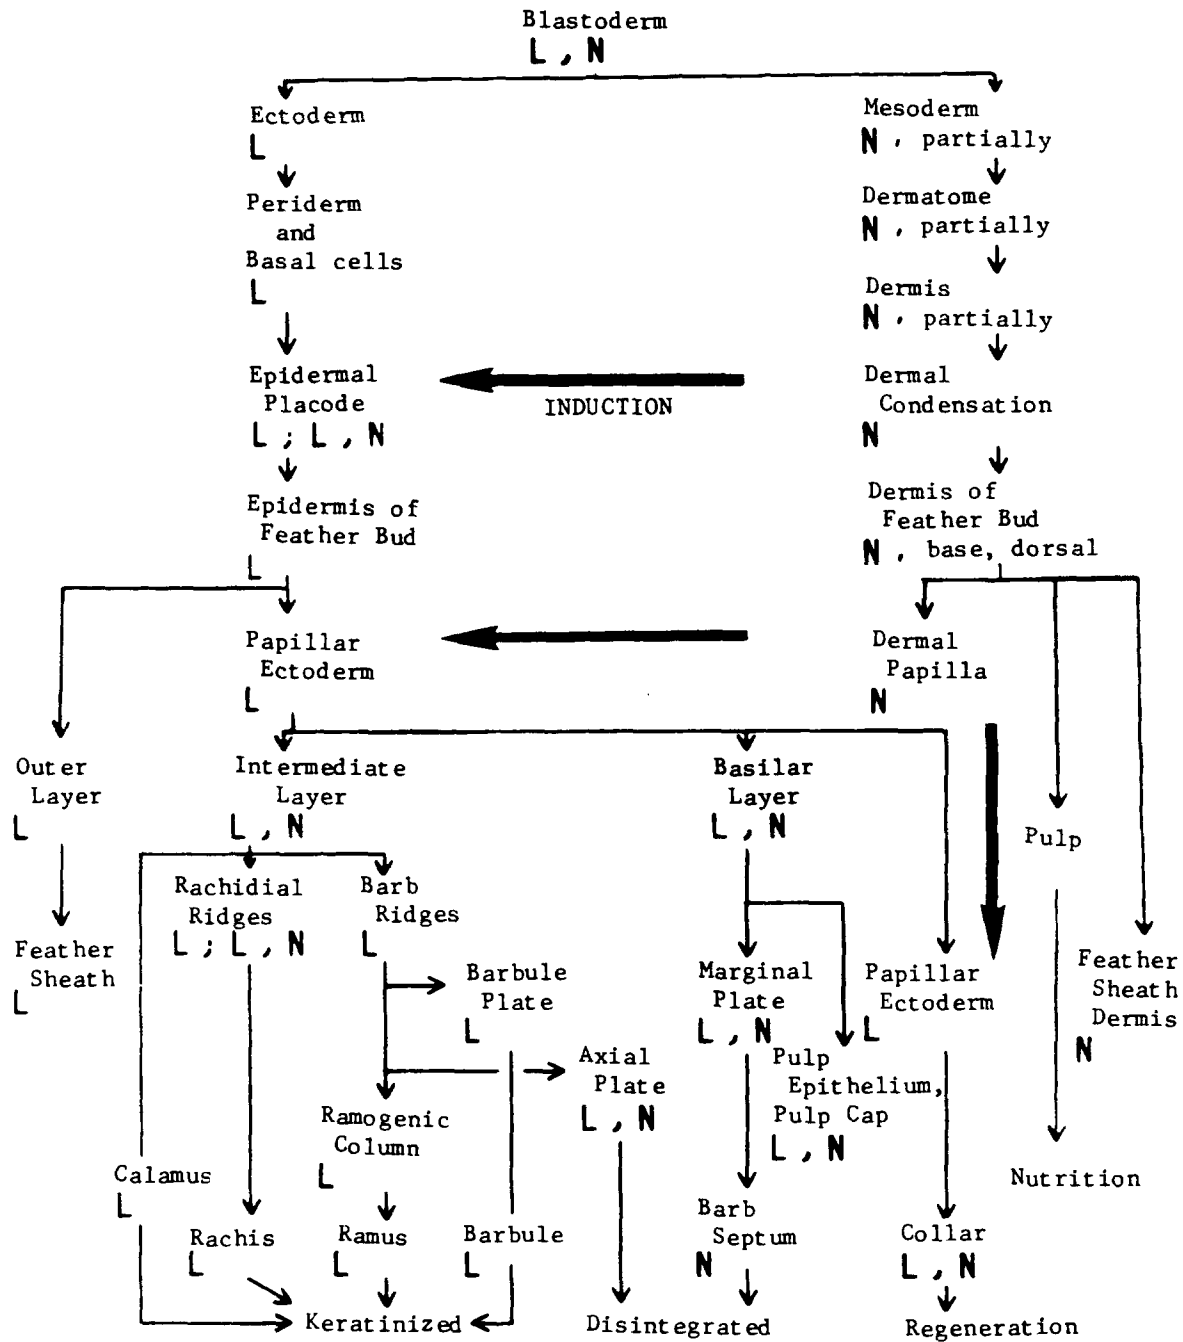 Blastoderm
L , N
Ectoderm
L
Mesoderm
N , partially
Periderm
and
Basal cells
L
Dermatome
N , partially
Dermis
N , partially
Epidermal
Placode
L ; L , N
INDUCTION
Dermal
Condensation
N
Epidermis of
Feather Bud
L
Dermis of
Feather Bud
N , base, dorsal
Papillar
Ectoderm
L
Dermal
Papilla
N
Outer
Layer
L
Intermediate
Layer
L , N
Basilar
Layer
L , N
Pulp
Rachidial
Ridges
L ; L , N
Barb
Ridges
L
Feather
Sheath
L
Barbule
Plate
L
Marginal
Plate
L , N
Papillar
Ectoderm
L
Feather
Sheath
Dermis
N
Axial
Plate
L , N
Pulp
Epithelium,
Pulp Cap
L , N
Ramogenic
Column
L
Calamus
L
Nutrition
Rachis
L
Ramus
L
Barbule
L
Barb
Septum
N
Collar
L , N
Keratinized
Disintegrated
Regeneration